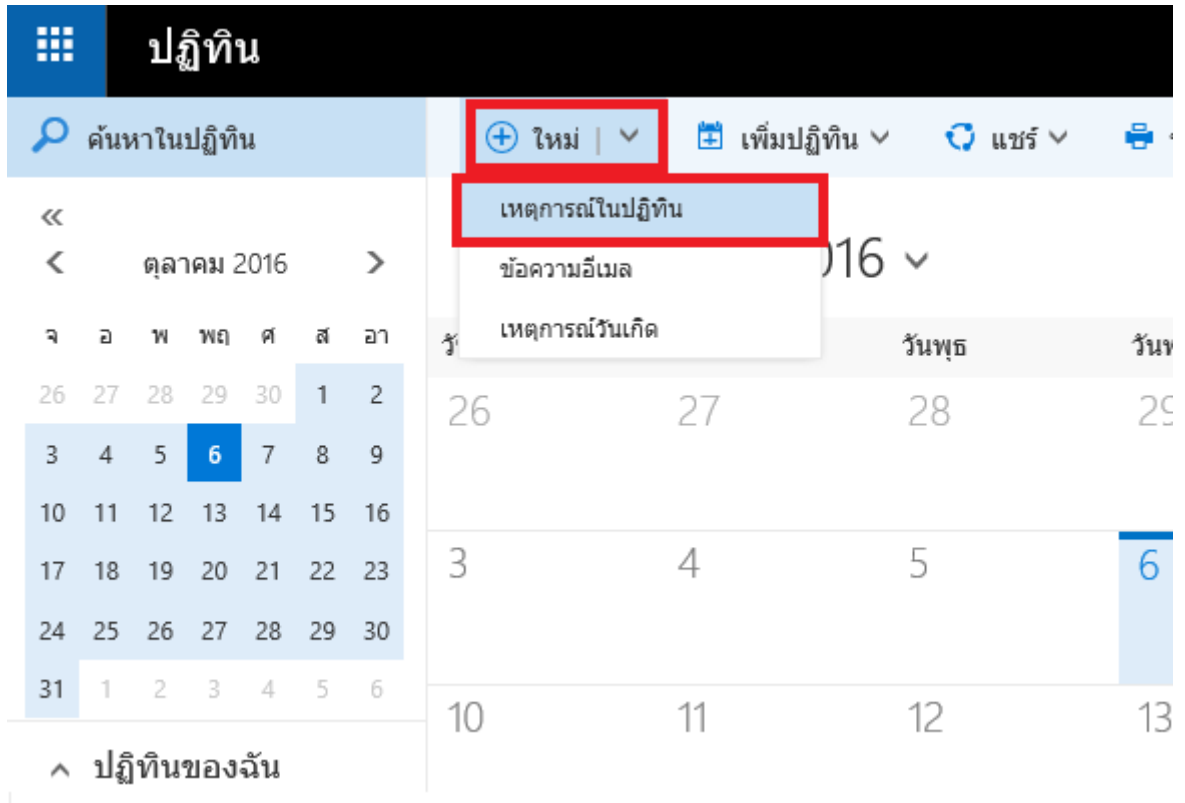 ปฏิทิน
ค้นหาในปฏิทิน
ใหม่ | เพิ่มปฏิทิน แชร์
เหตุการณ์ในปฏิทิน
ข้อความอีเมล
เหตุการณ์วันเกิด
ตุลาคม 2016
จ อ พ พฤ ศ ส อา
26 27 28 29 30 1 2
3 4 5 6 7 8 9
10 11 12 13 14 15 16
17 18 19 20 21 22 23
24 25 26 27 28 29 30
31 1 2 3 4 5 6
ปฏิทินของฉัน
วันพุธ
26 27 28 29
3 4 5 6
10 11 12 13